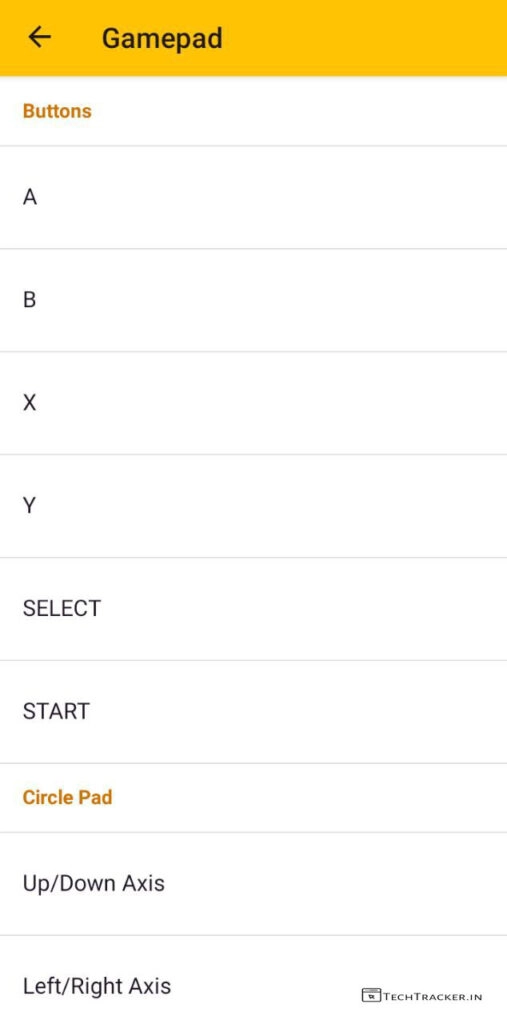 Gamepad
Buttons
A
B
X
Y
SELECT
START
Circle Pad
Up/Down Axis
Left/Right Axis
TECHTRACKER.IN